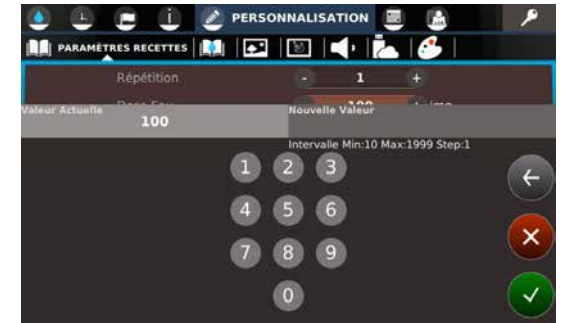 PERSONNALISATION
PARAMÈTRES RECETTES
Répétition - 1 +
Valeur Actuelle
100
Nouvelle Valeur
Intervalle Min:10 Max:1999 Step:1
1 2 3
4 5 6
7 8 9
0